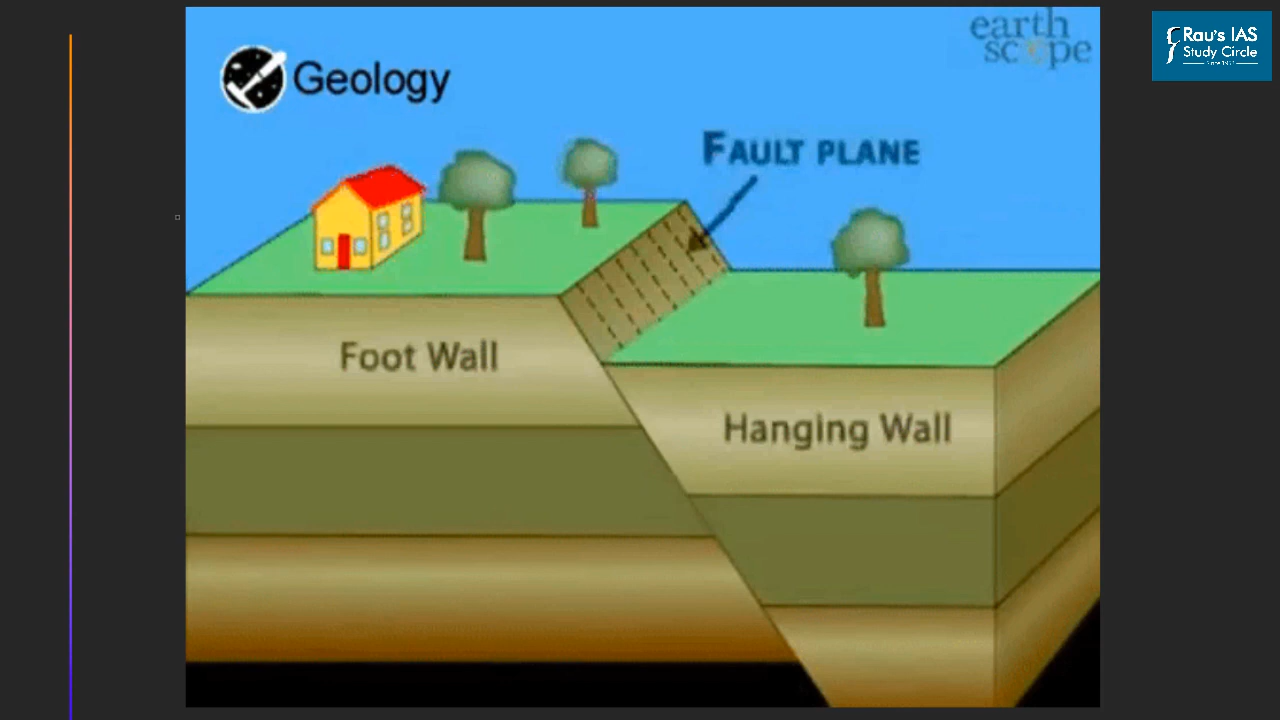 earth
scope
Rau's IAS
Study Circle
Geology
FAULT PLANE
Foot Wall
Hanging Wall